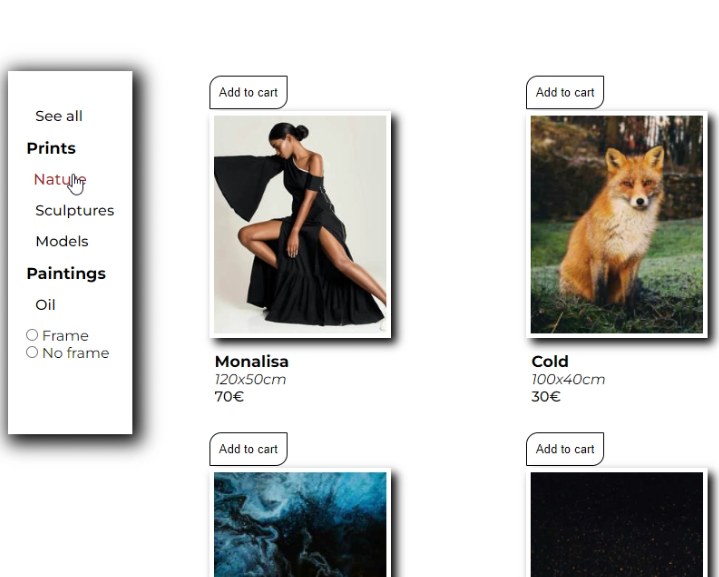 See all
Prints
Nature
Sculptures
Models
Paintings
Oil
Frame
No frame
Add to cart
Monalisa
120x50cm
70€
Add to cart
Cold
100x40cm
30€
Add to cart
Add to cart